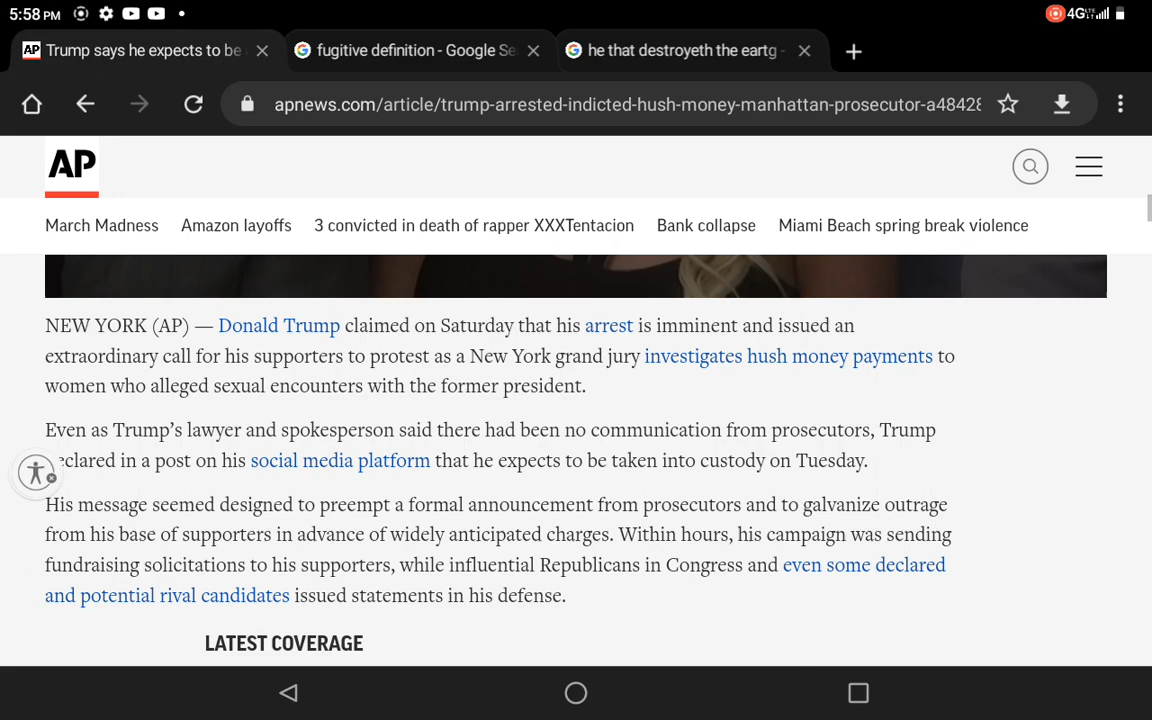 5:58 PM
4G LTE
Trump says he expects to be
fugitive definition - Google Se
he that destroyeth the eartg -
apnews.com/article/trump-arrested-indicted-hush-money-manhattan-prosecutor-a48428
AP
March Madness Amazon layoffs 3 convicted in death of rapper XXXTentacion Bank collapse Miami Beach spring break violence
NEW YORK (AP) — Donald Trump claimed on Saturday that his arrest is imminent and issued an
extraordinary call for his supporters to protest as a New York grand jury investigates hush money payments to
women who alleged sexual encounters with the former president.
Even as Trump’s lawyer and spokesperson said there had been no communication from prosecutors, Trump
eclared in a post on his social media platform that he expects to be taken into custody on Tuesday.
His message seemed designed to preempt a formal announcement from prosecutors and to galvanize outrage
from his base of supporters in advance of widely anticipated charges. Within hours, his campaign was sending
fundraising solicitations to his supporters, while influential Republicans in Congress and even some declared
and potential rival candidates issued statements in his defense.
LATEST COVERAGE